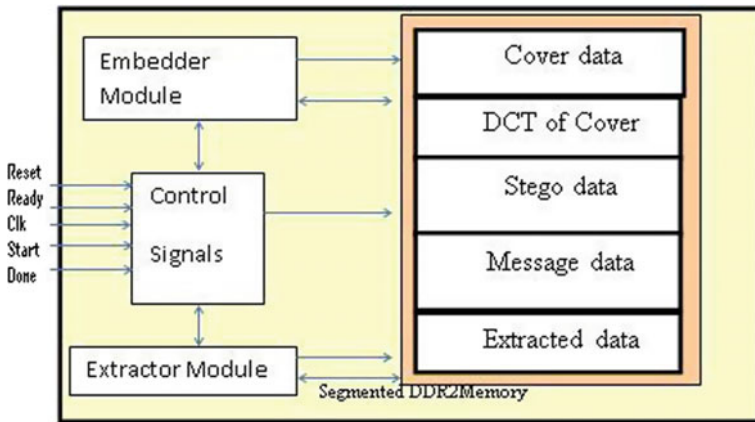 Embedder
Module
Reset
Ready
Clk
Start
Done
Control
Signals
Extractor Module
Cover data
DCT of Cover
Stego data
Message data
Extracted data
Segmented DDR2Memory